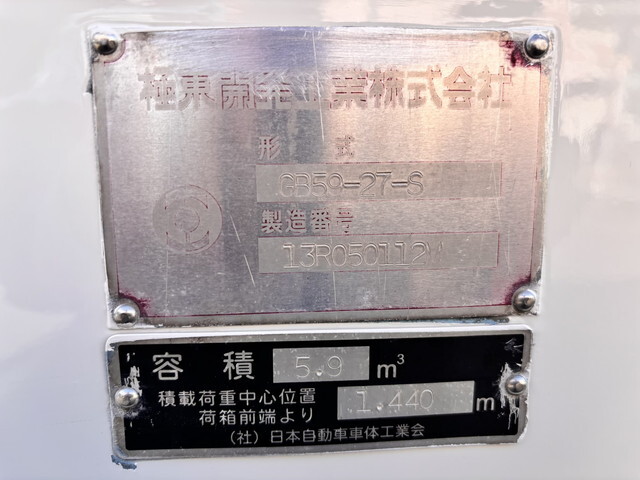 極東開発工業株式会社
形 式
GB59-27-S
製造番号
13R050112M
容 積 5.9 m³
積載荷重中心位置
荷箱前端より 1.440 m
(社)日本自動車車体工業会